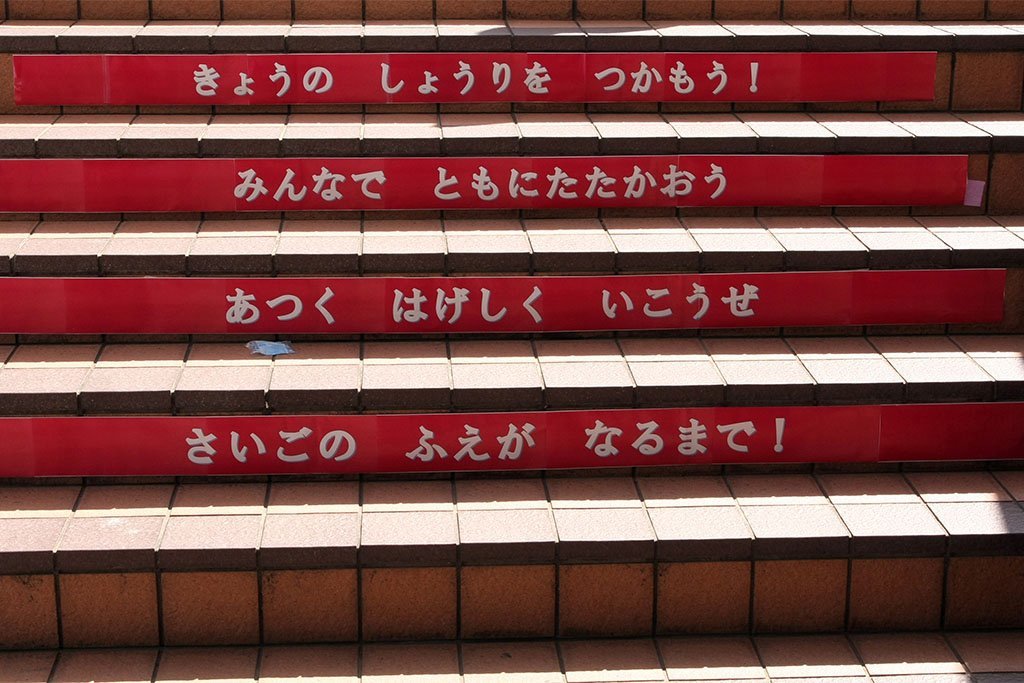 きょうの　しょうりを　つかもう！
みんなで　ともにたたかおう
あつく　はげしく　いこうぜ
さいごの　ふえが　なるまで！